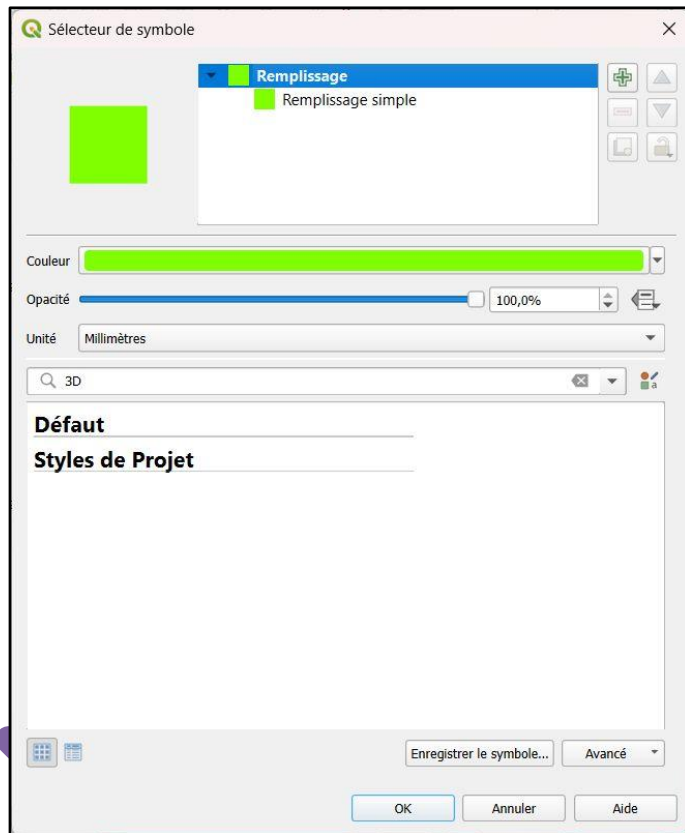 Sélecteur de symbole
Remplissage
Remplissage simple
Couleur
Opacité
100,0%
Unité
Millimètres
3D
Défaut
Styles de Projet
Enregistrer le symbole...
Avancé
OK
Annuler
Aide